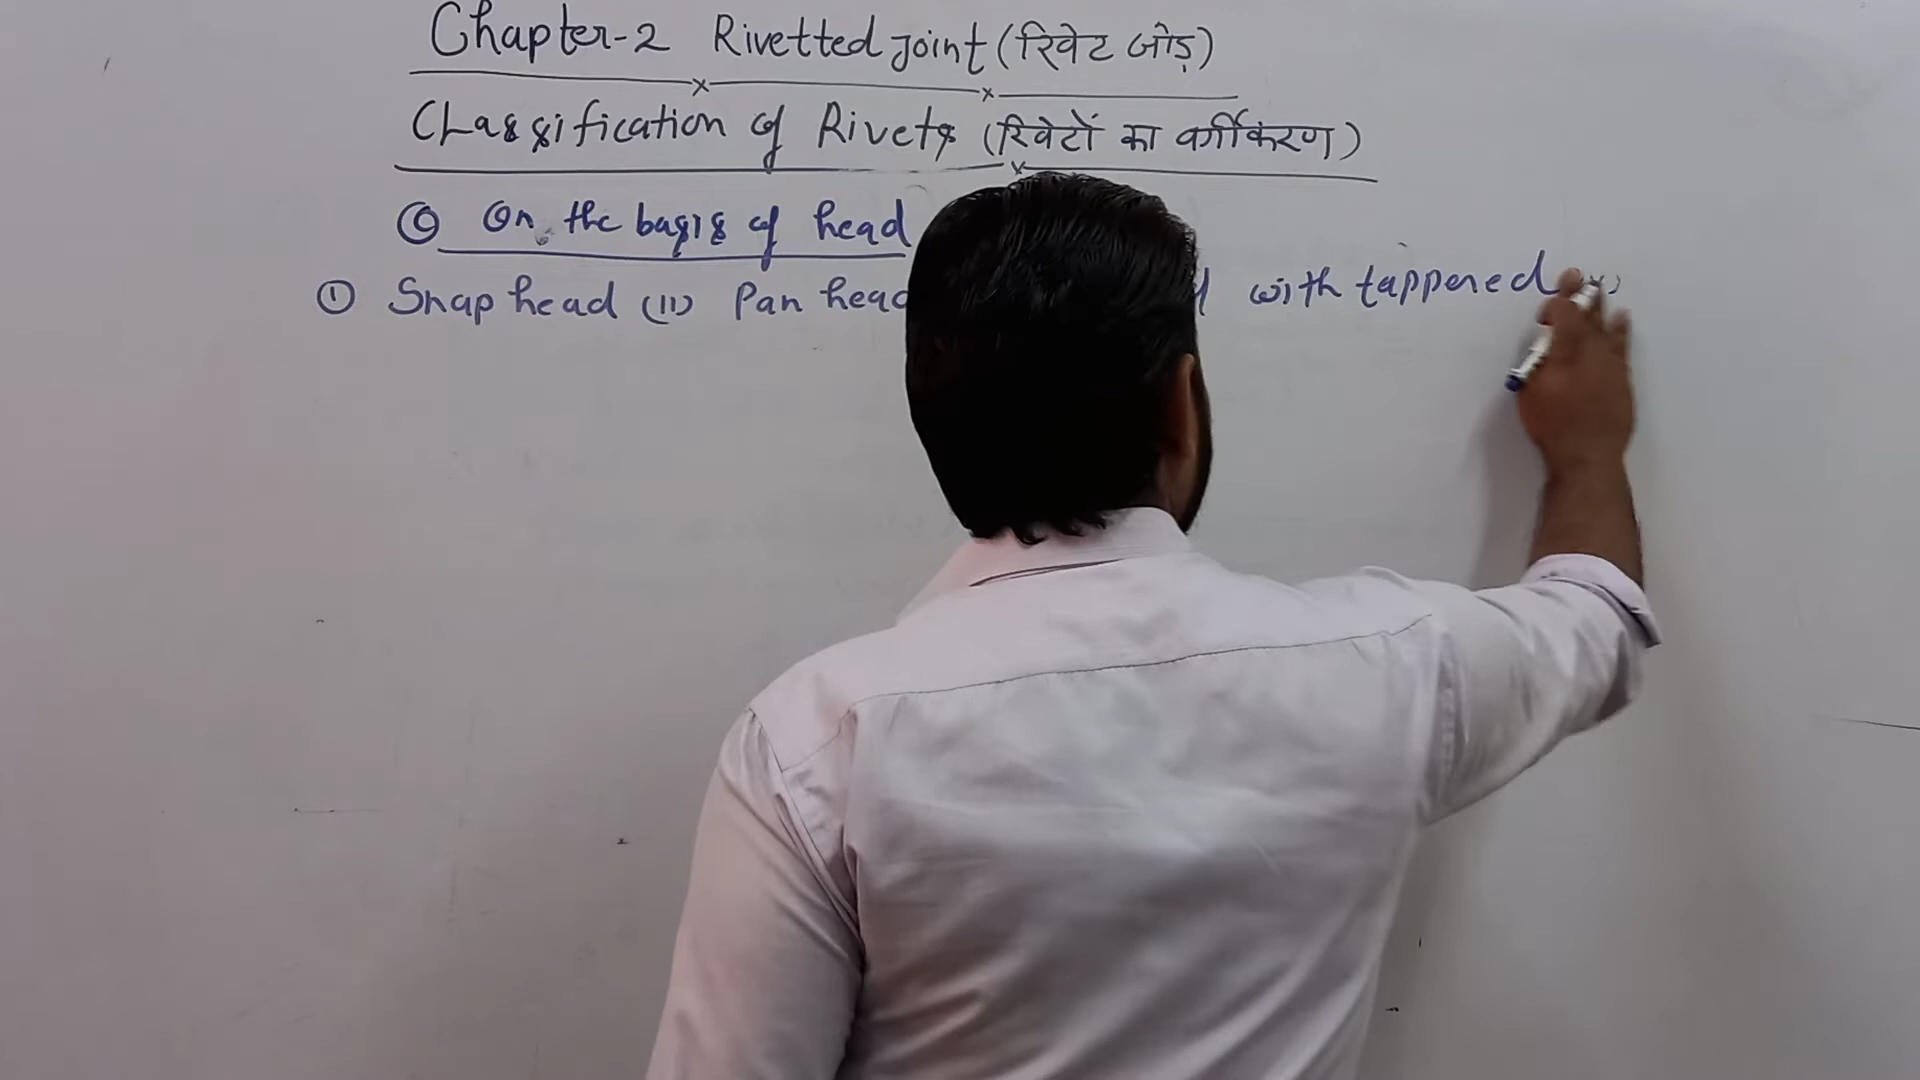 Chapter-2 Rivetted joint (रिवेट जोड़)
Classification of Rivets (रिवेटों का वर्गीकरण)
On the basis of head
(I) Snap head (II) Pan head with tappered